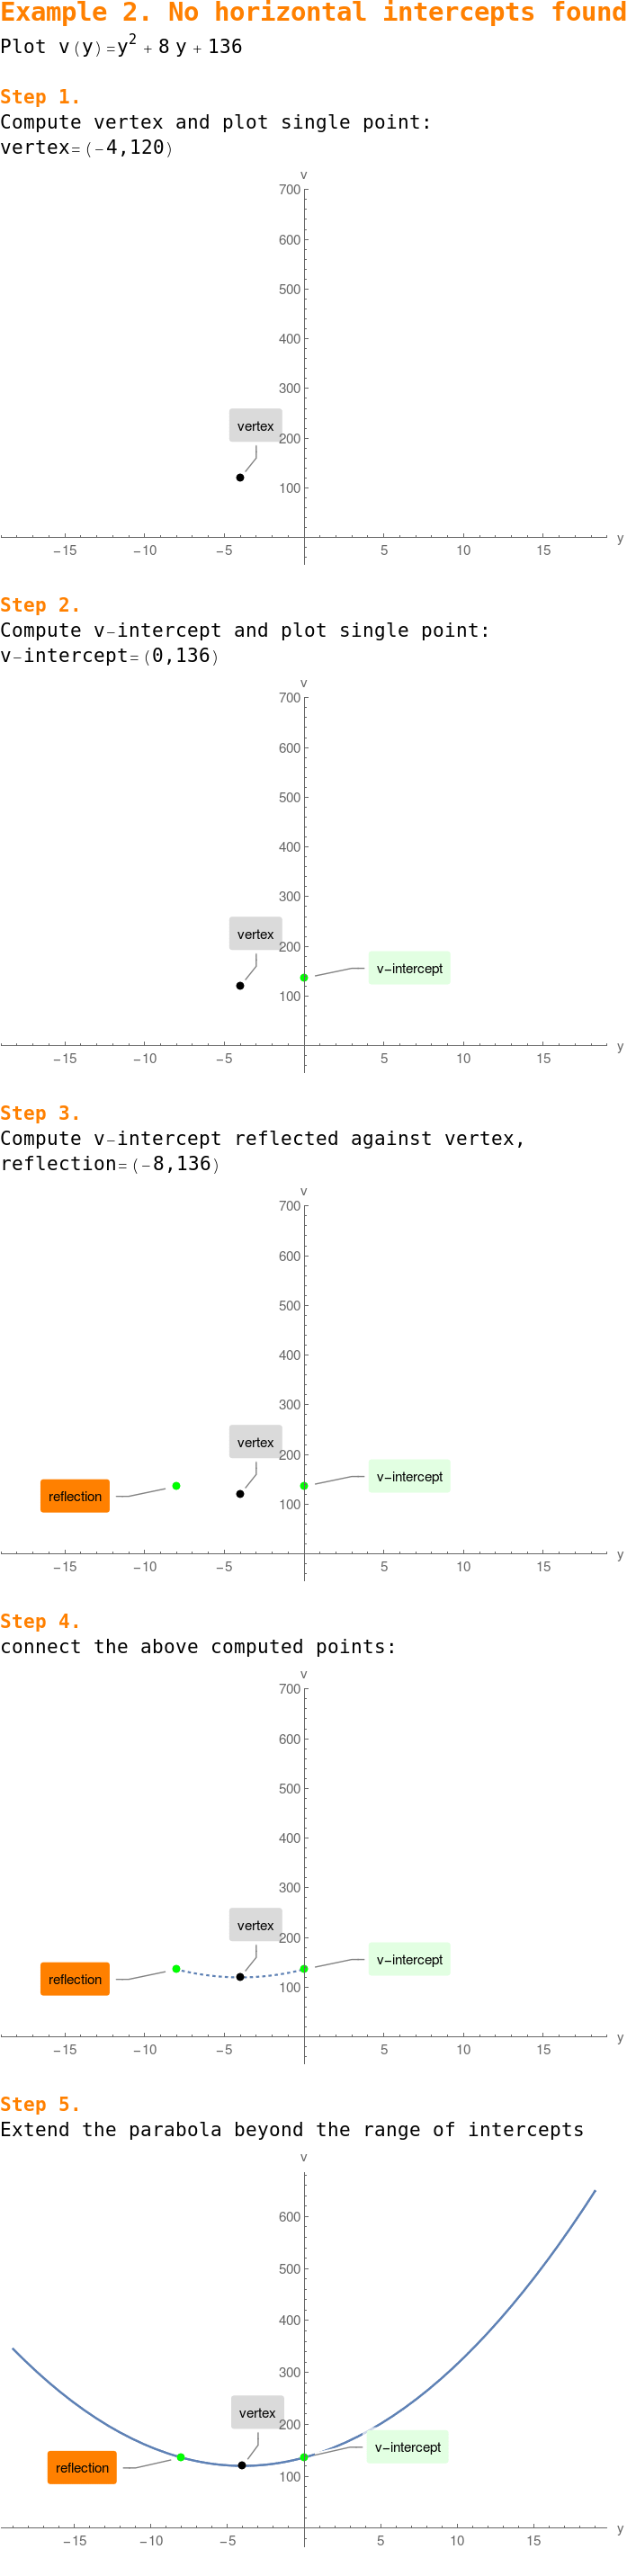 Example 2. No horizontal intercepts found
Plot v(y)=y² + 8 y + 136
Step 1.
Compute vertex and plot single point:
vertex=(-4,120)
v
700
600
500
400
300
vertex
200
100
-15 -10 -5 5 10 15 y
Step 2.
Compute v-intercept and plot single point:
v-intercept=(0,136)
v
700
600
500
400
300
vertex
200
v-intercept
100
-15 -10 -5 5 10 15 y
Step 3.
Compute v-intercept reflected against vertex,
reflection=(-8,136)
v
700
600
500
400
300
vertex
200
v-intercept
reflection
100
-15 -10 -5 5 10 15 y
Step 4.
connect the above computed points:
v
700
600
500
400
300
vertex
200
v-intercept
reflection
100
-15 -10 -5 5 10 15 y
Step 5.
Extend the parabola beyond the range of intercepts
v
600
500
400
300
vertex
200
v-intercept
reflection
100
-15 -10 -5 5 10 15 y